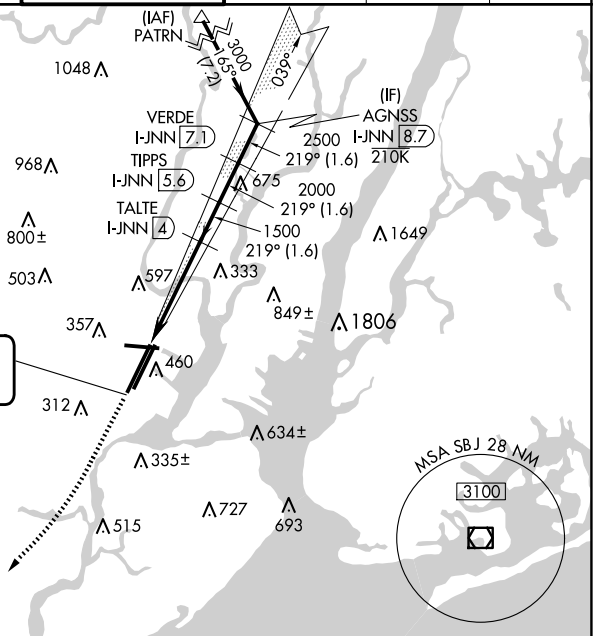 (IAF)
PATRN
3000
165°
(7.2)
039°
1048
(IF)
AGNSS
I-JNN 8.7
210K
VERDE
I-JNN 7.1
2500
219° (1.6)
TIPPS
I-JNN 5.6
968
675
2000
219° (1.6)
TALTE
I-JNN 4
800±
1500
219° (1.6)
1649
503
597
333
849±
357
1806
460
312
634±
335±
MSA SBJ 28 NM
3100
727
693
515